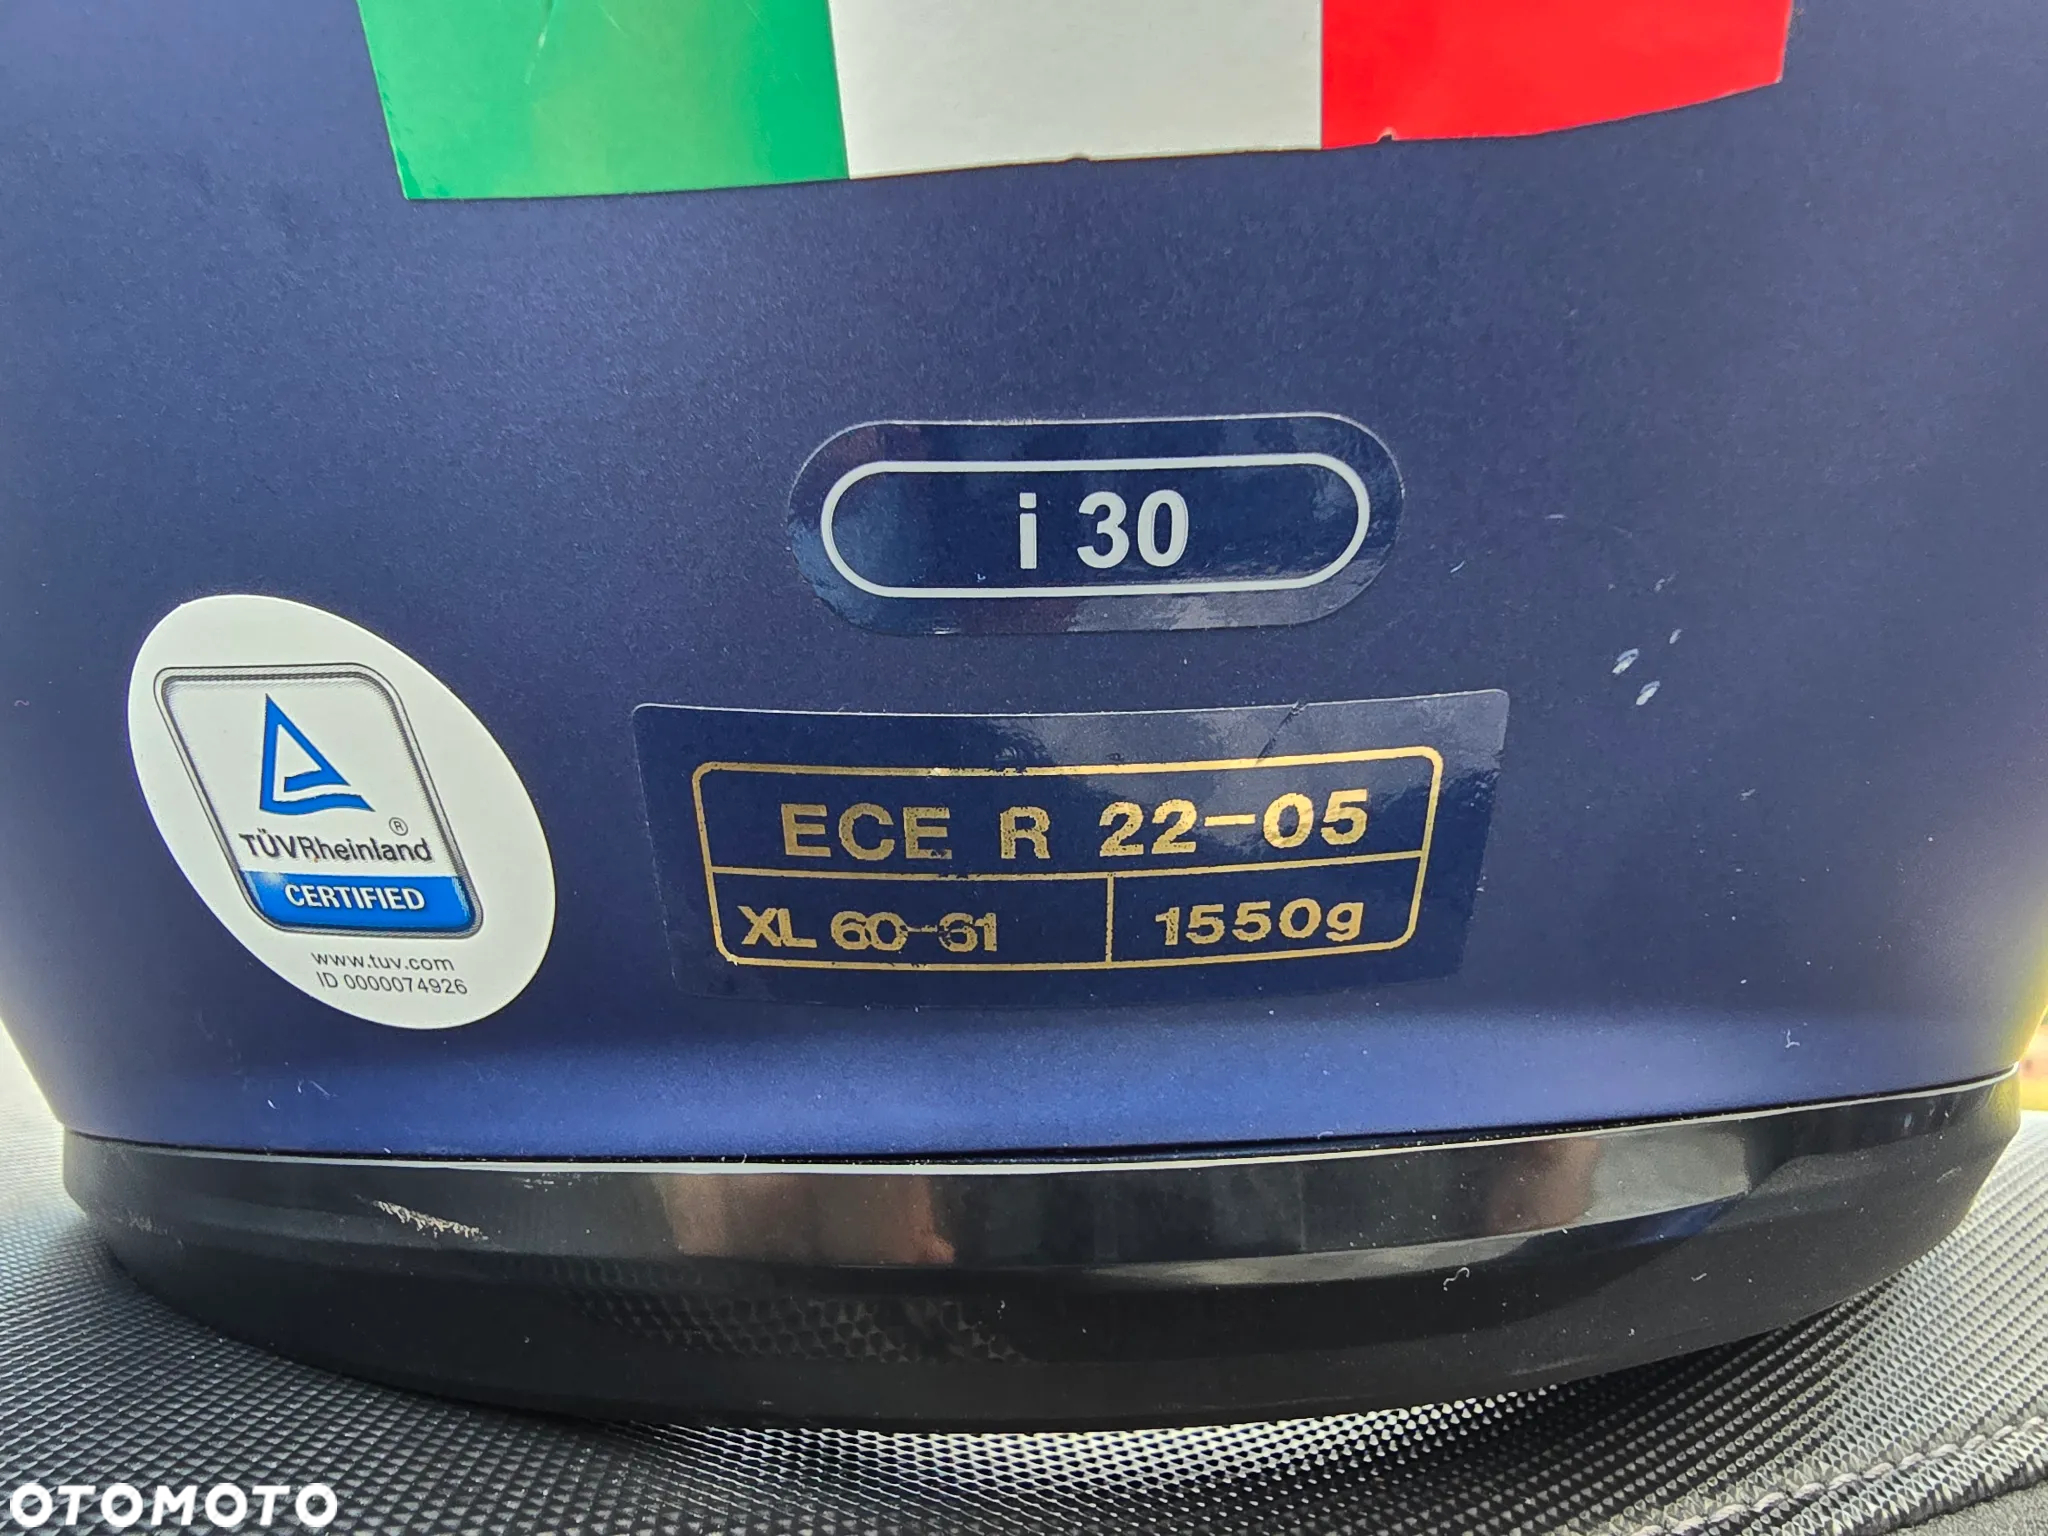 i 30
TÜVRheinland®
CERTIFIED
www.tuv.com
ID 0000074926
ECE R 22-05
XL 60-61
1550g
OTOMOTO